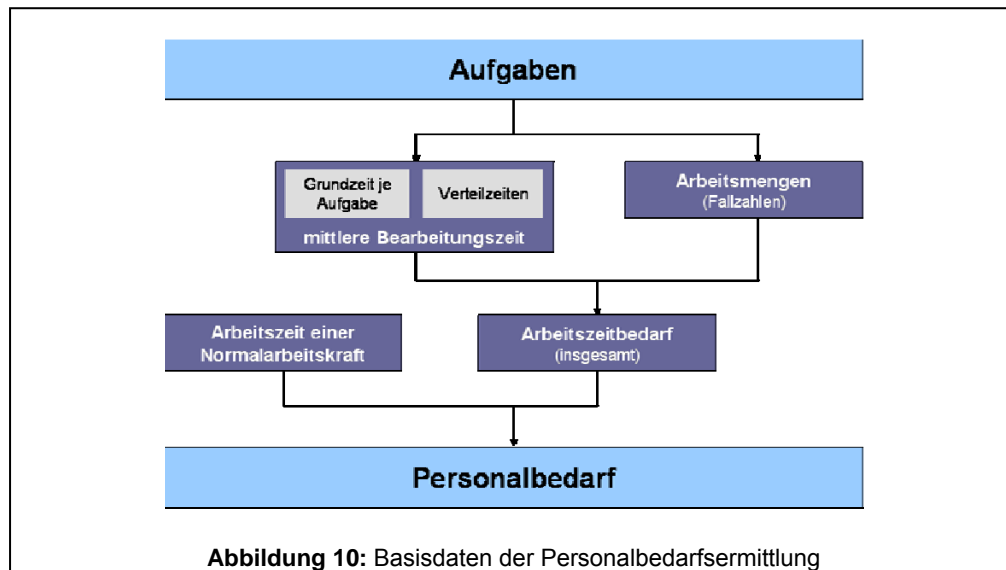 Aufgaben
Grundzeit je
Aufgabe
Verteilzeiten
mittlere Bearbeitungszeit
Arbeitsmengen
(Fallzahlen)
Arbeitszeit einer
Normalarbeitskraft
Arbeitszeitbedarf
(insgesamt)
Personalbedarf
Abbildung 10: Basisdaten der Personalbedarfsermittlung